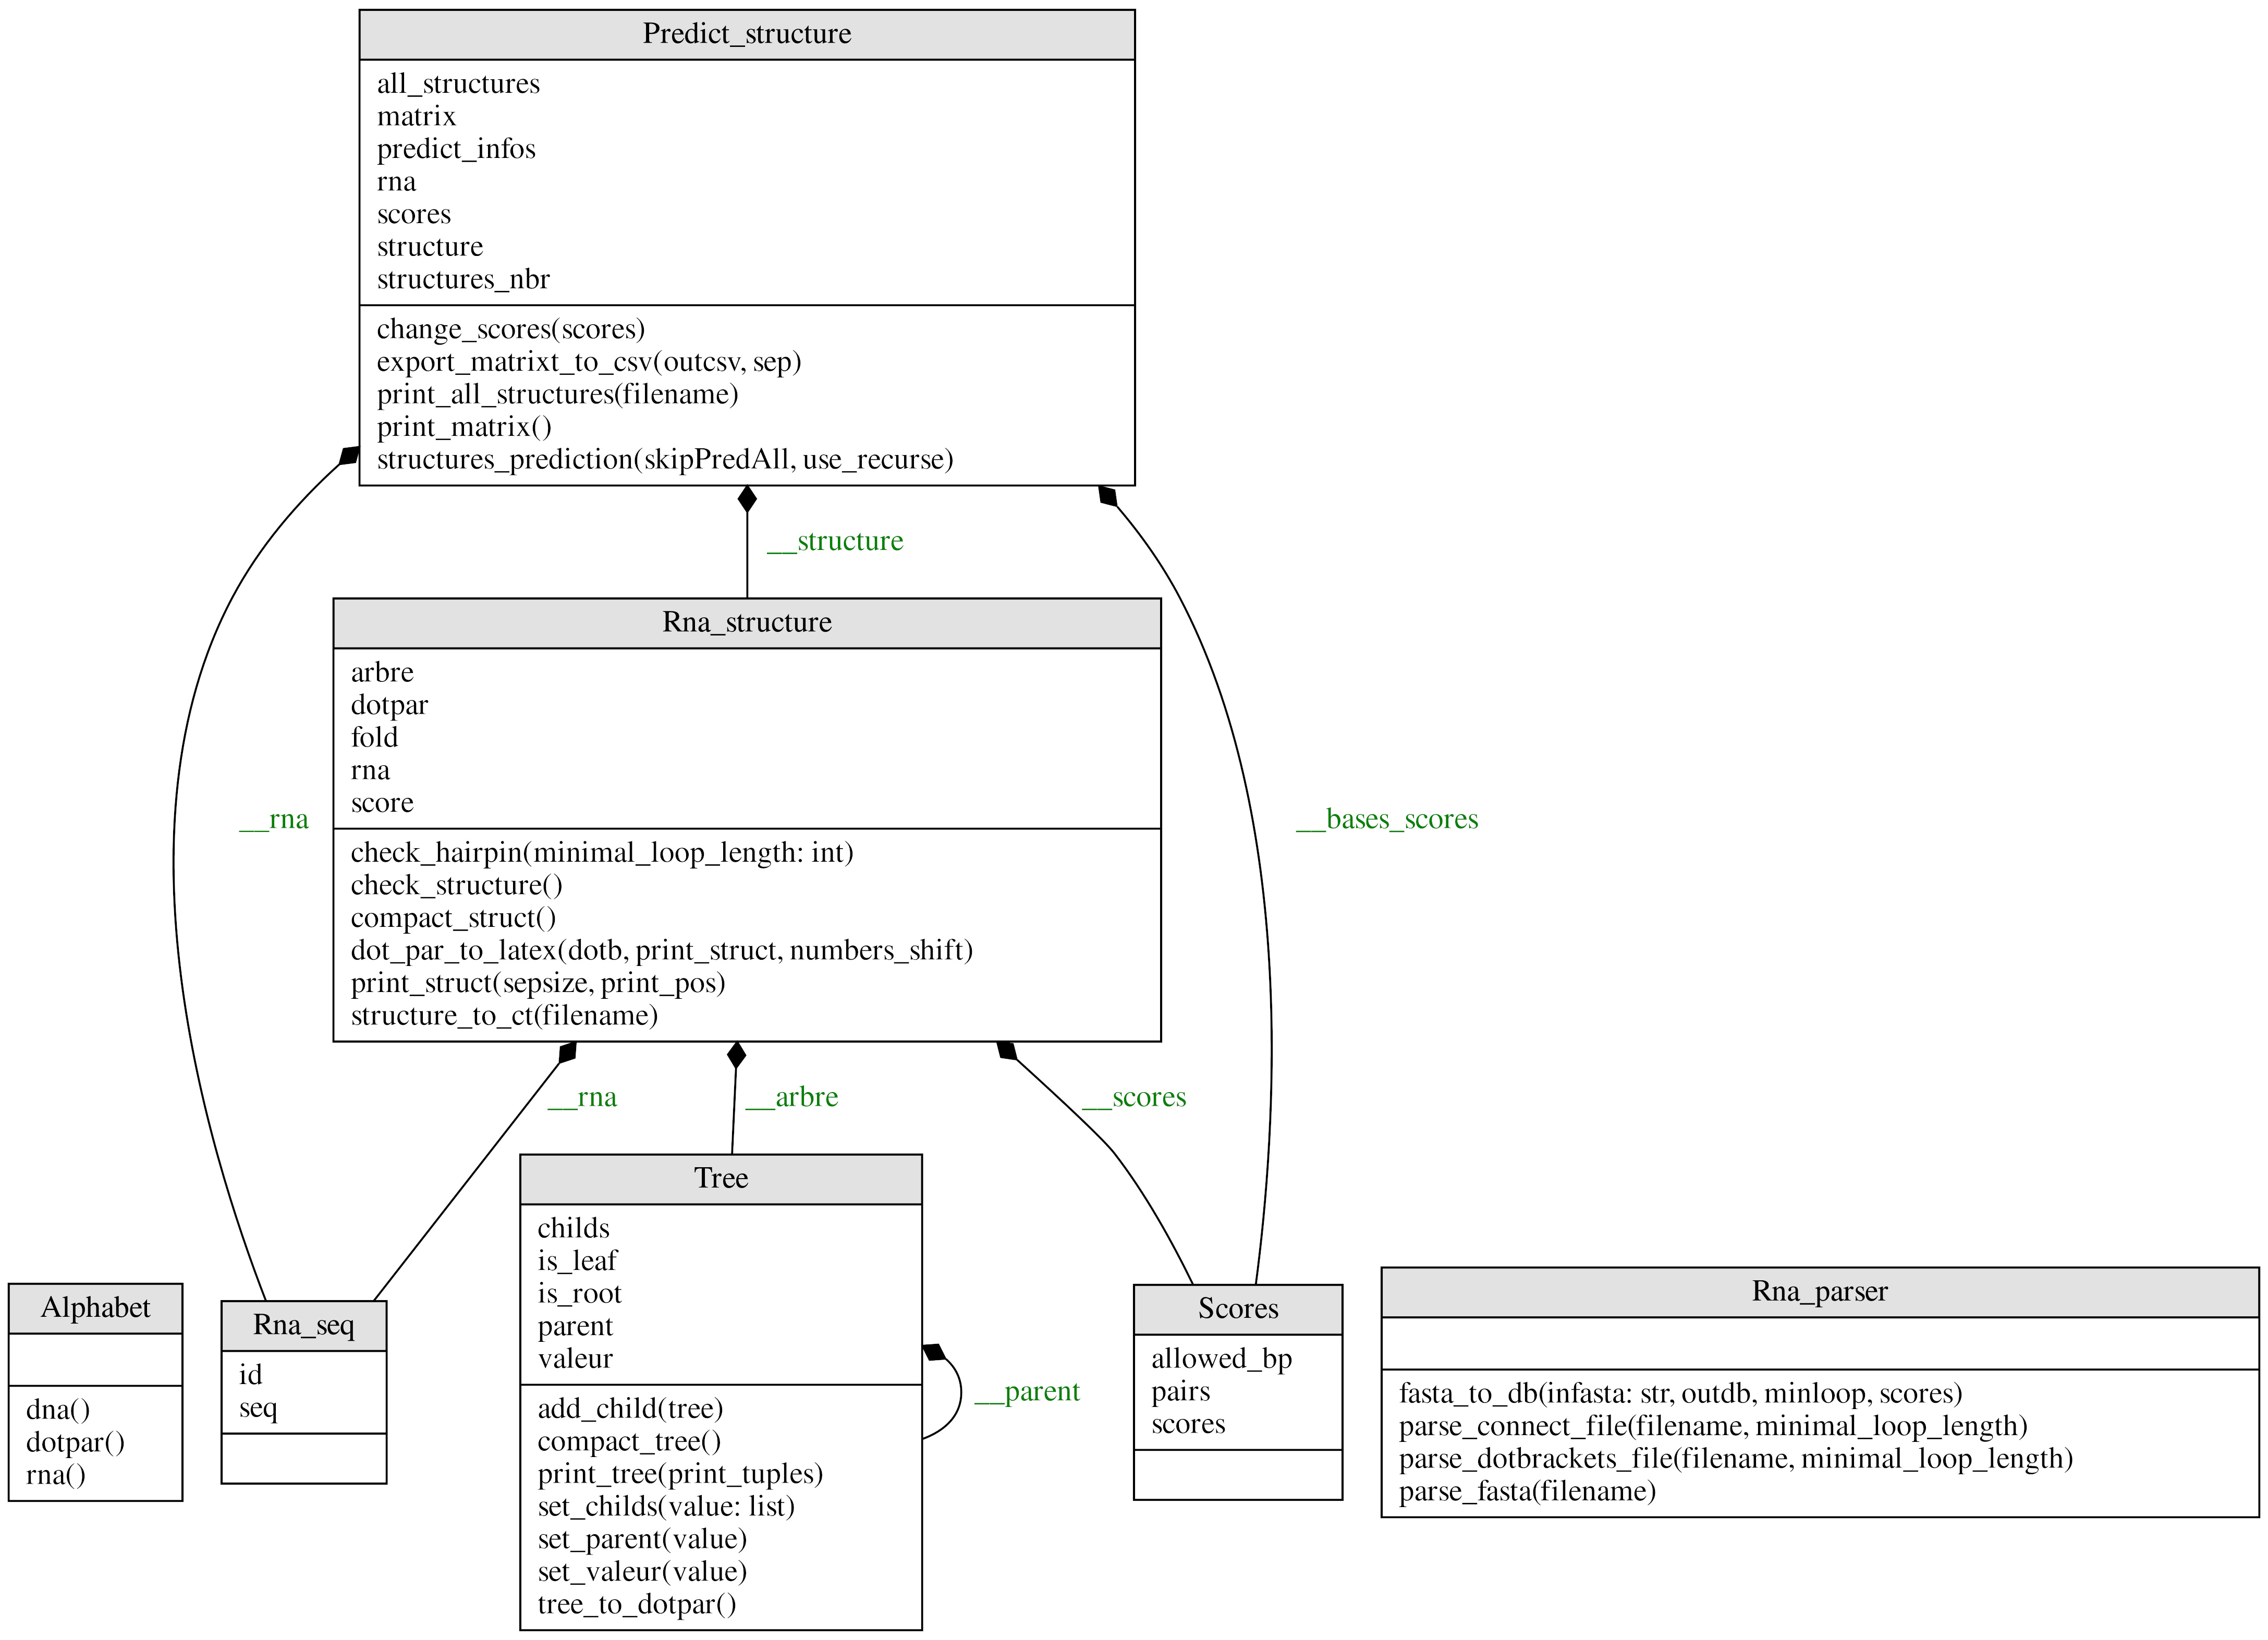 Predict_structure
all_structures
matrix
predict_infos
rna
scores
structure
structures_nbr
change_scores(scores)
export_matrixt_to_csv(outcsv, sep)
print_all_structures(filename)
print_matrix()
structures_prediction(skipPredAll, use_recurse)
__structure
Rna_structure
arbre
dotpar
fold
rna
score
check_hairpin(minimal_loop_length: int)
check_structure()
compact_struct()
dot_par_to_latex(dotb, print_struct, numbers_shift)
print_struct(sepsize, print_pos)
structure_to_ct(filename)
__rna
__bases_scores
__rna
__arbre
__scores
Alphabet
dna()
dotpar()
rna()
Rna_seq
id
seq
Tree
childs
is_leaf
is_root
parent
valeur
add_child(tree)
compact_tree()
print_tree(print_tuples)
set_childs(value: list)
set_parent(value)
set_valeur(value)
tree_to_dotpar()
__parent
Scores
allowed_bp
pairs
scores
Rna_parser
fasta_to_db(infasta: str, outdb, minloop, scores)
parse_connect_file(filename, minimal_loop_length)
parse_dotbrackets_file(filename, minimal_loop_length)
parse_fasta(filename)